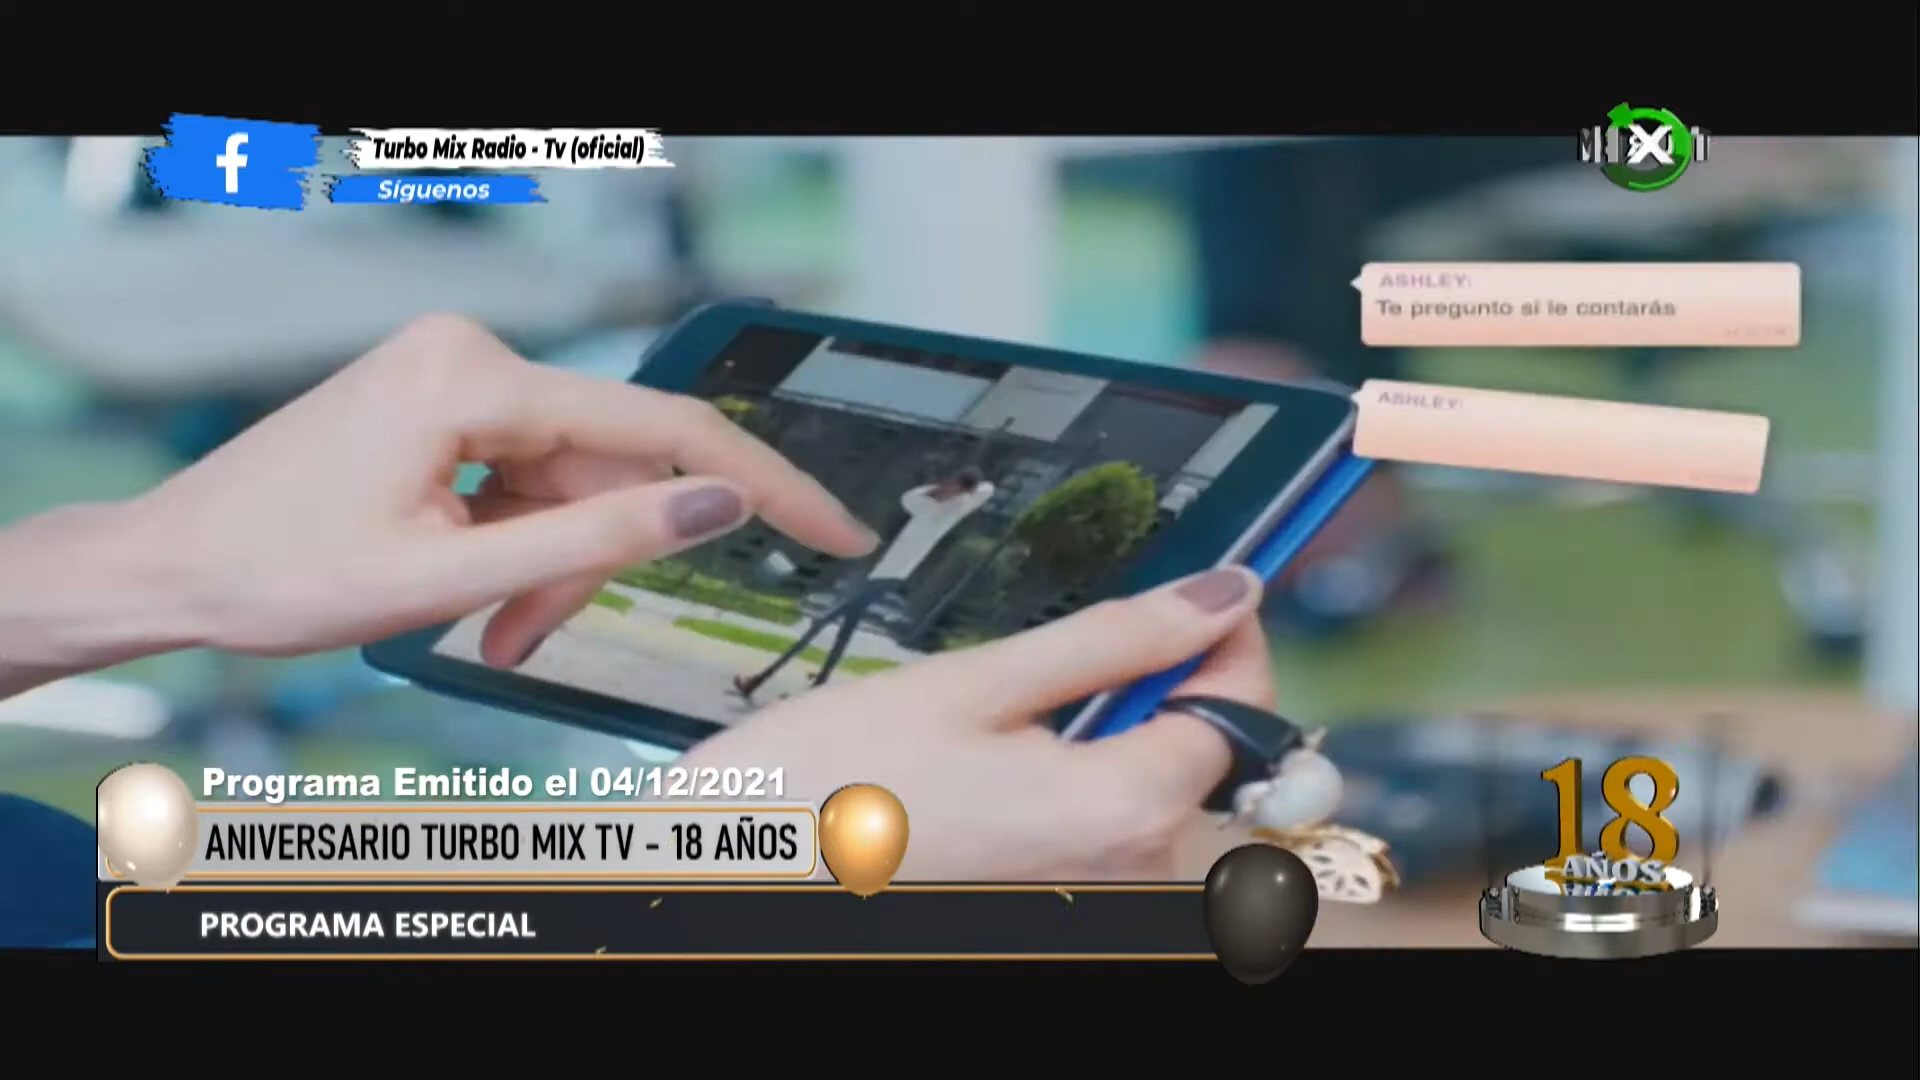 f
Turbo Mix Radio - Tv (oficial)
Síguenos
X
ASHLEY:
Te pregunto si le contarás
ASHLEY:
Programa Emitido el 04/12/2021
ANIVERSARIO TURBO MIX TV - 18 AÑOS
PROGRAMA ESPECIAL
18
AÑOS